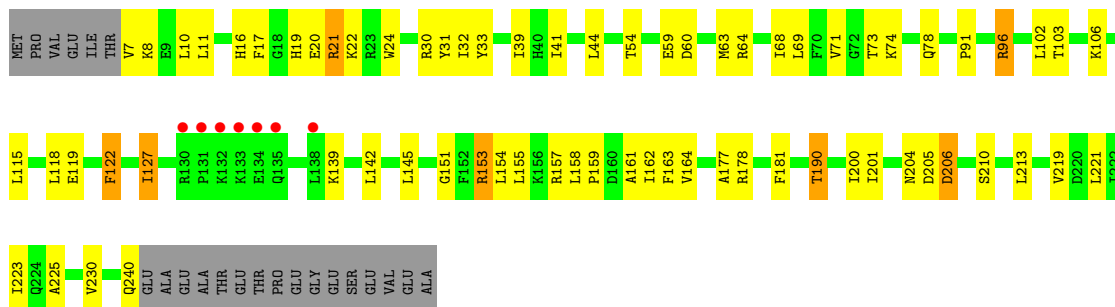 MET PRO VAL GLU ILE THR V7 K8 E9 L10 L11 H16 F17 G18 H19 E20 R21 K22 R23 W24 R30 Y31 I32 Y33 I39 H40 I41 L44 T54 E59 D60 M63 R64 I68 L69 F70 V71 G72 T73 K74 Q78 P91 R96 L102 T103 K106
L115 L118 E119 F122 I127 R130 P131 K132 K133 E134 Q135 L138 K139 L142 L145 G151 F152 R153 L154 L155 K156 R157 L158 P159 D160 A161 I162 F163 V164 A177 R178 F181 T190 I200 I201 N204 D205 D206 S210 L213 V219 D220 L221 I222
I223 Q224 A225 V230 Q240 GLU ALA GLU ALA THR GLU THR PRO GLU GLY GLU SER GLU VAL GLU ALA